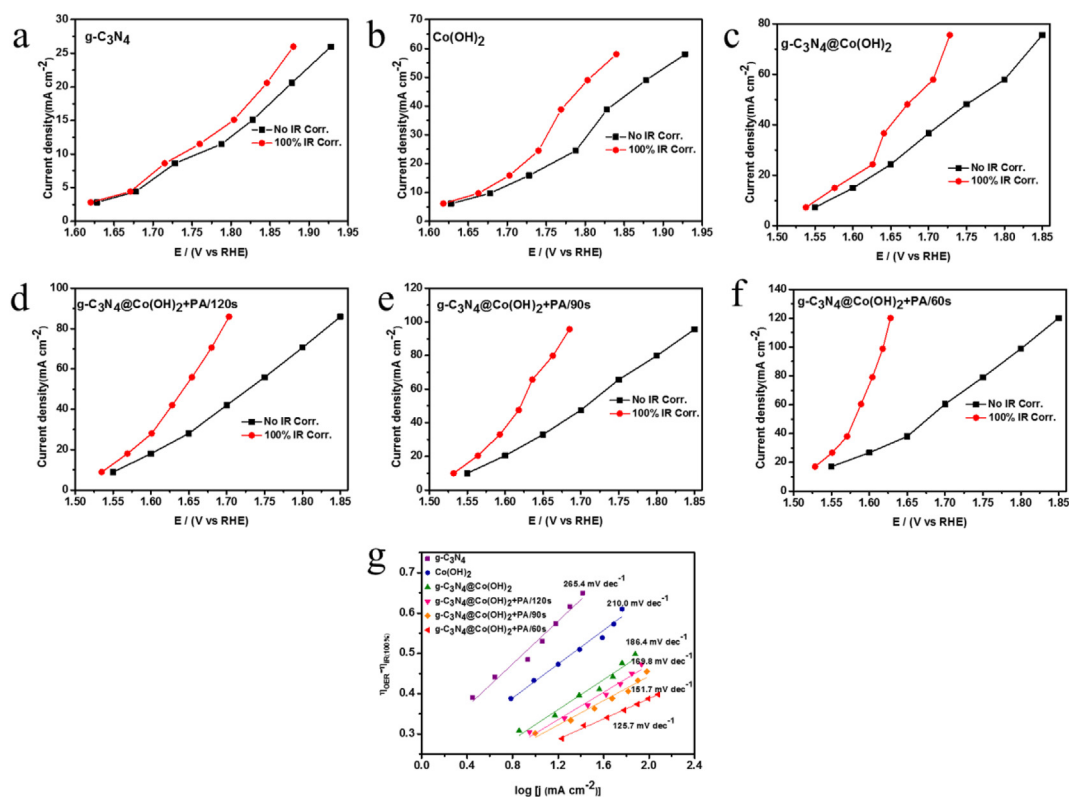 a
g-C₃N₄
Current density(mA cm⁻²)
30
25
20
15
10
5
0
No IR Corr.
100% IR Corr.
1.60 1.65 1.70 1.75 1.80 1.85 1.90 1.95
E / (V vs RHE)
b
Co(OH)₂
Current density(mA cm⁻²)
70
60
50
40
30
20
10
0
No IR Corr.
100% IR Corr.
1.60 1.65 1.70 1.75 1.80 1.85 1.90 1.95
E / (V vs RHE)
c
g-C₃N₄@Co(OH)₂
Current density(mA cm⁻²)
80
60
40
20
0
No IR Corr.
100% IR Corr.
1.50 1.55 1.60 1.65 1.70 1.75 1.80 1.85
E / (V vs RHE)
d
g-C₃N₄@Co(OH)₂+PA/120s
Current density(mA cm⁻²)
100
80
60
40
20
0
No IR Corr.
100% IR Corr.
1.50 1.55 1.60 1.65 1.70 1.75 1.80 1.85
E / (V vs RHE)
e
g-C₃N₄@Co(OH)₂+PA/90s
Current density(mA cm⁻²)
120
100
80
60
40
20
0
No IR Corr.
100% IR Corr.
1.50 1.55 1.60 1.65 1.70 1.75 1.80 1.85
E / (V vs RHE)
f
g-C₃N₄@Co(OH)₂+PA/60s
Current density(mA cm⁻²)
140
120
100
80
60
40
20
0
No IR Corr.
100% IR Corr.
1.50 1.55 1.60 1.65 1.70 1.75 1.80 1.85
E / (V vs RHE)
g
g-C₃N₄
Co(OH)₂
g-C₃N₄@Co(OH)₂
g-C₃N₄@Co(OH)₂+PA/120s
g-C₃N₄@Co(OH)₂+PA/90s
g-C₃N₄@Co(OH)₂+PA/60s
265.4 mV dec⁻¹
210.0 mV dec⁻¹
186.4 mV dec⁻¹
169.8 mV dec⁻¹
151.7 mV dec⁻¹
125.7 mV dec⁻¹
0.7
0.6
0.5
0.4
0.3
0.0 0.4 0.8 1.2 1.6 2.0 2.4
log [j (mA cm⁻²)]